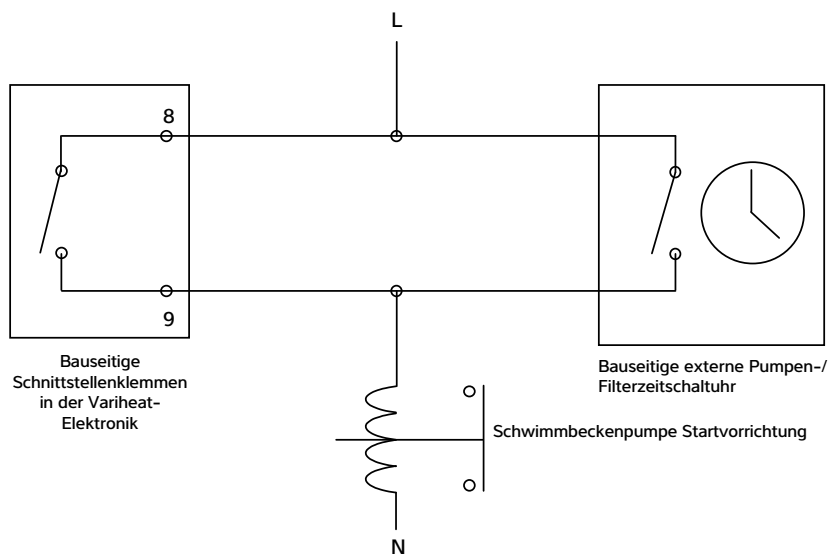 L
8
9
Bauseitige
Schnittstellenklemmen
in der Variheat-
Elektronik
Bauseitige externe Pumpen-/
Filterzeitschaltuhr
Schwimmbeckenpumpe Startvorrichtung
N